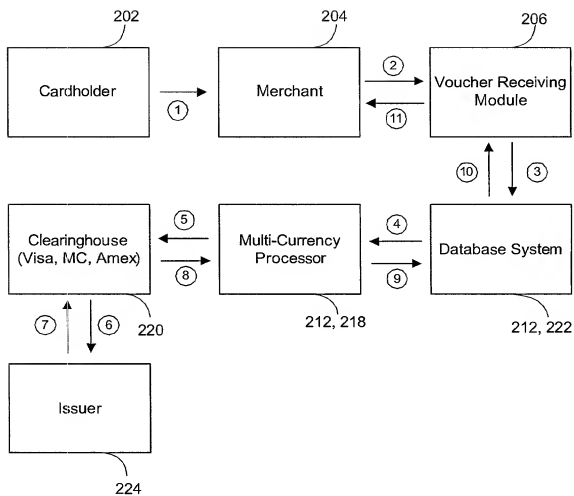 202
204
206
Cardholder
1
Merchant
2
11
Voucher Receiving
Module
10
3
Clearinghouse
(Visa, MC, Amex)
5
8
Multi-Currency
Processor
4
9
Database System
7
6
220
212, 218
212, 222
Issuer
224